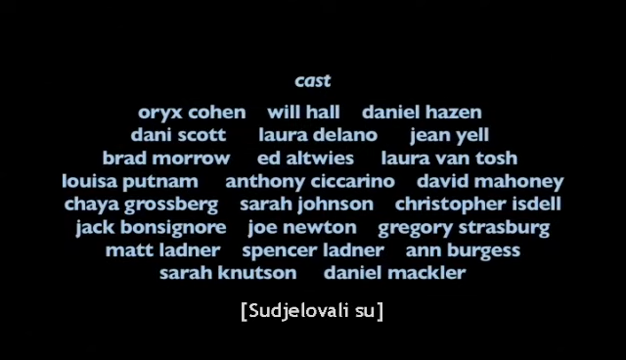 cast
oryx cohen will hall daniel hazen
dani scott laura delano jean yell
brad morrow ed altwies laura van tosh
louisa putnam anthony ciccarino david mahoney
chaya grossberg sarah johnson christopher isdell
jack bonsignore joe newton gregory strasburg
matt ladner spencer ladner ann burgess
sarah knutson daniel mackler
[Sudjelovali su]